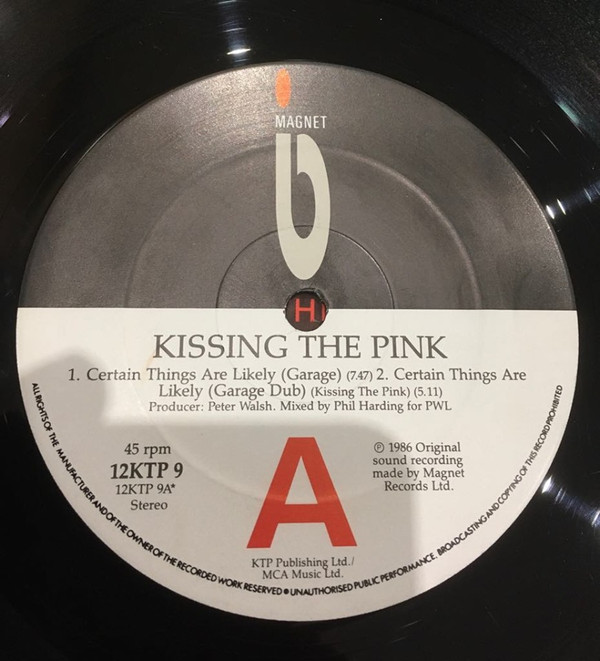 MAGNET
H
KISSING THE PINK
1. Certain Things Are Likely (Garage) (7.47) 2. Certain Things Are
Likely (Garage Dub) (Kissing The Pink) (5.11)
Producer: Peter Walsh. Mixed by Phil Harding for PWL
45 rpm
12KTP 9
12KTP 9A*
Stereo
A
℗ 1986 Original
sound recording
made by Magnet
Records Ltd.
KTP Publishing Ltd./
MCA Music Ltd.
ALL RIGHTS OF THE MANUFACTURER AND OF THE OWNER OF THE RECORDED WORK RESERVED • UNAUTHORISED PUBLIC PERFORMANCE, BROADCASTING AND COPYING OF THIS RECORD PROHIBITED